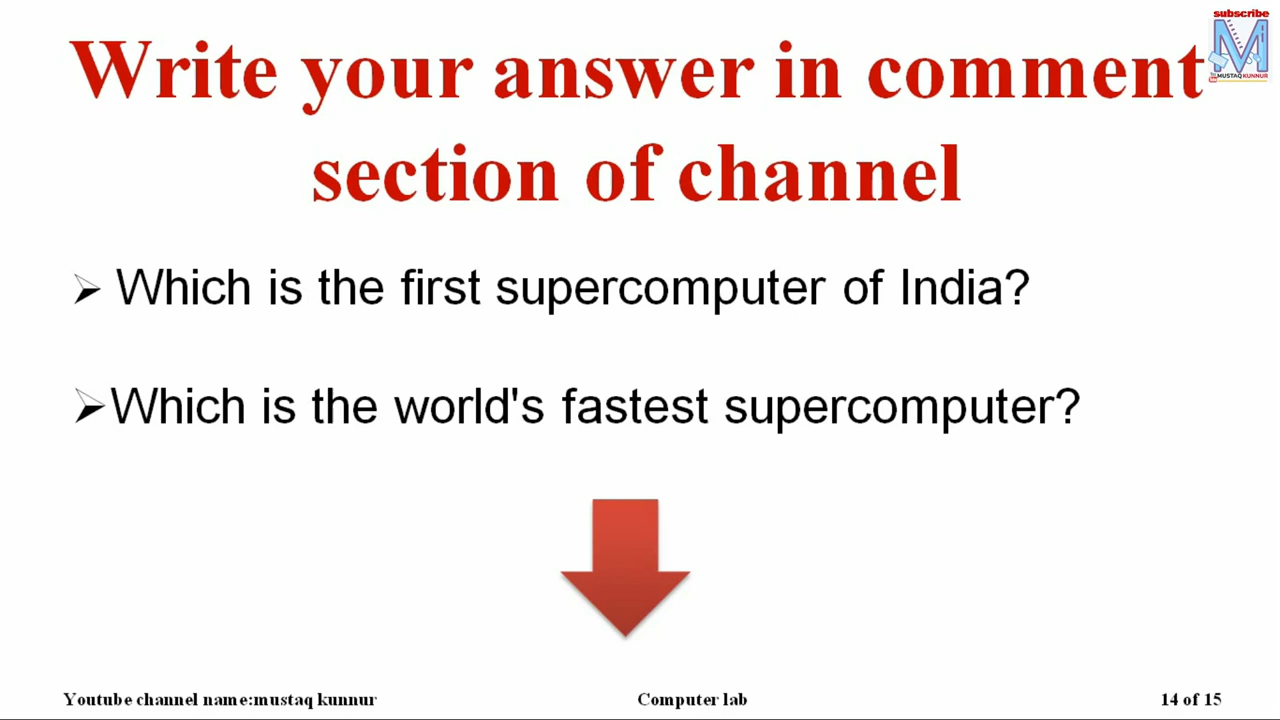 subscribe
M
MUSTAQ KUNNUR
Write your answer in comment
section of channel
Which is the first supercomputer of India?
Which is the world's fastest supercomputer?
Youtube channel name:mustaq kunnur
Computer lab
14 of 15